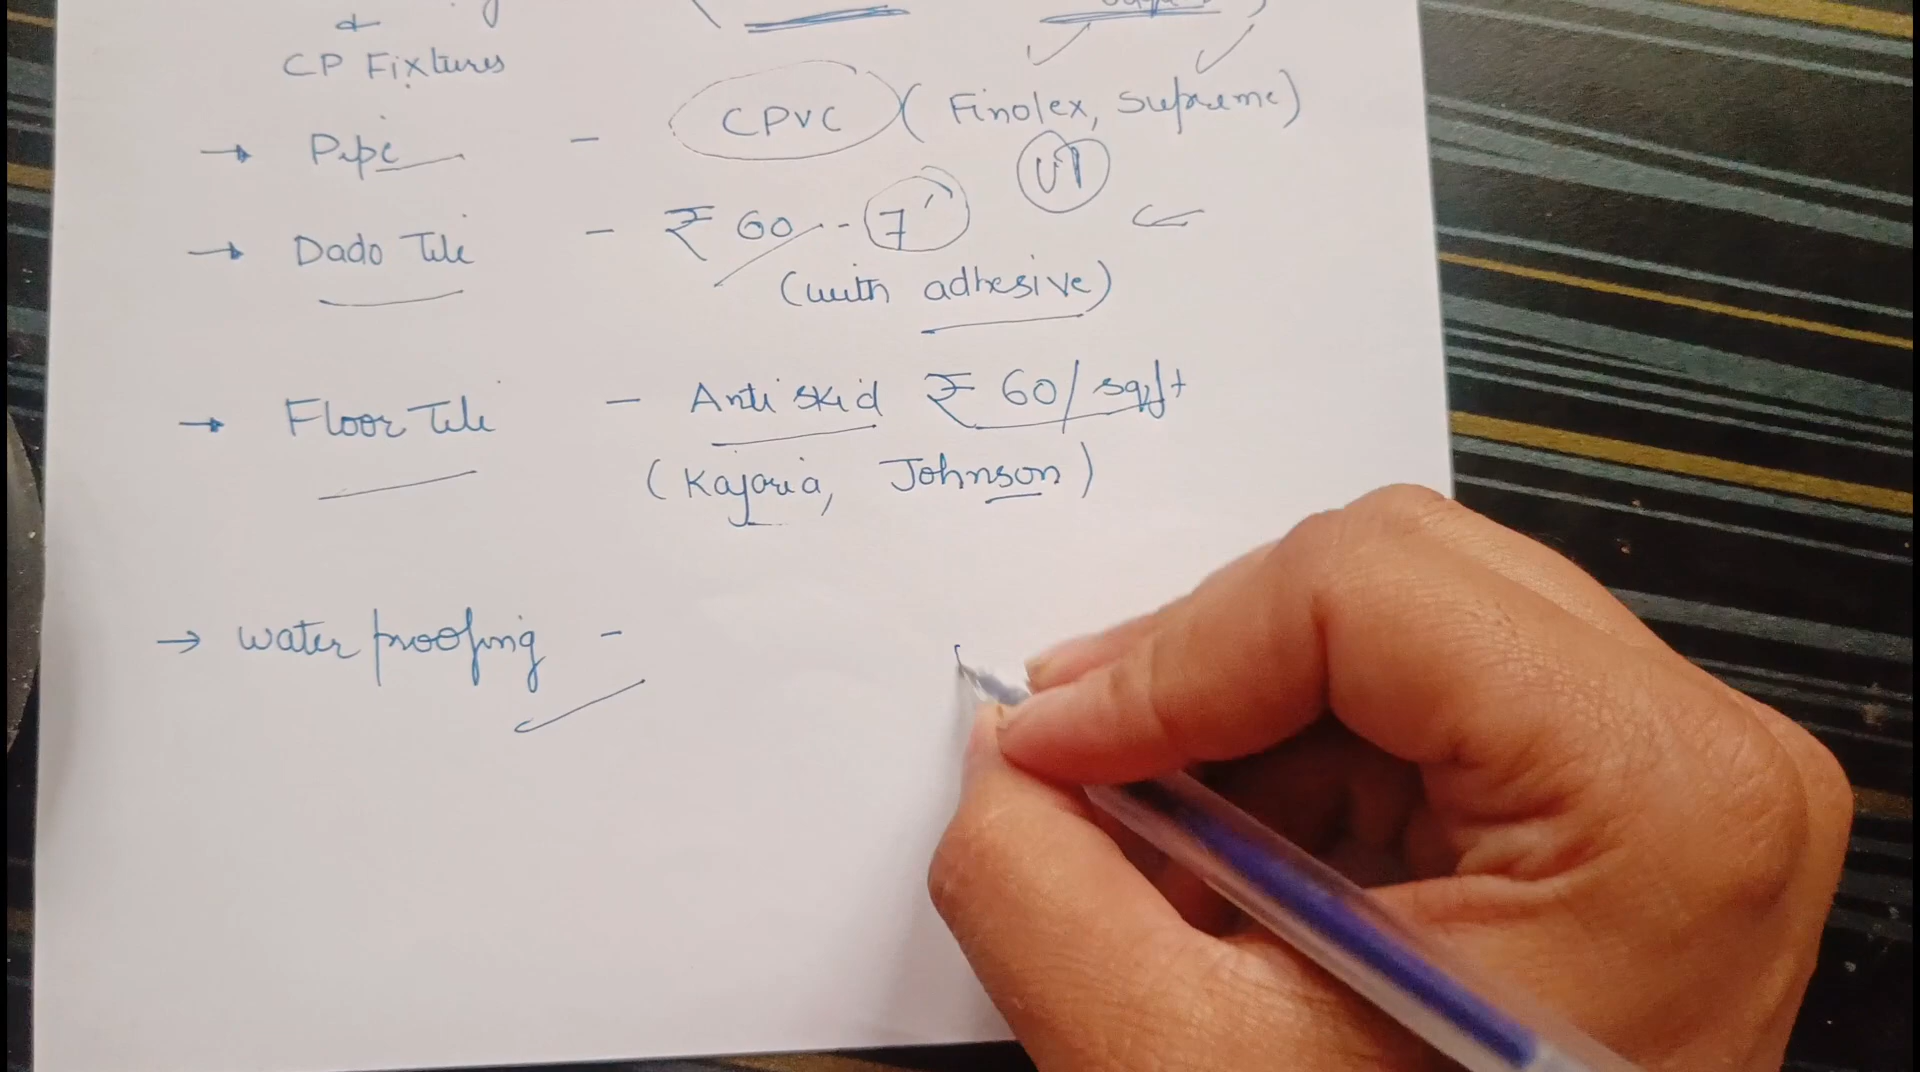 &
CP Fixtures
→ Pipe - CPVC (Finolex, Supreme)
→ Dado Tile - ₹ 60 -- 7'
(with adhesive)
→ Floor Tile - Anti skid ₹ 60/sqft
(Kajaria, Johnson)
→ water proofing -